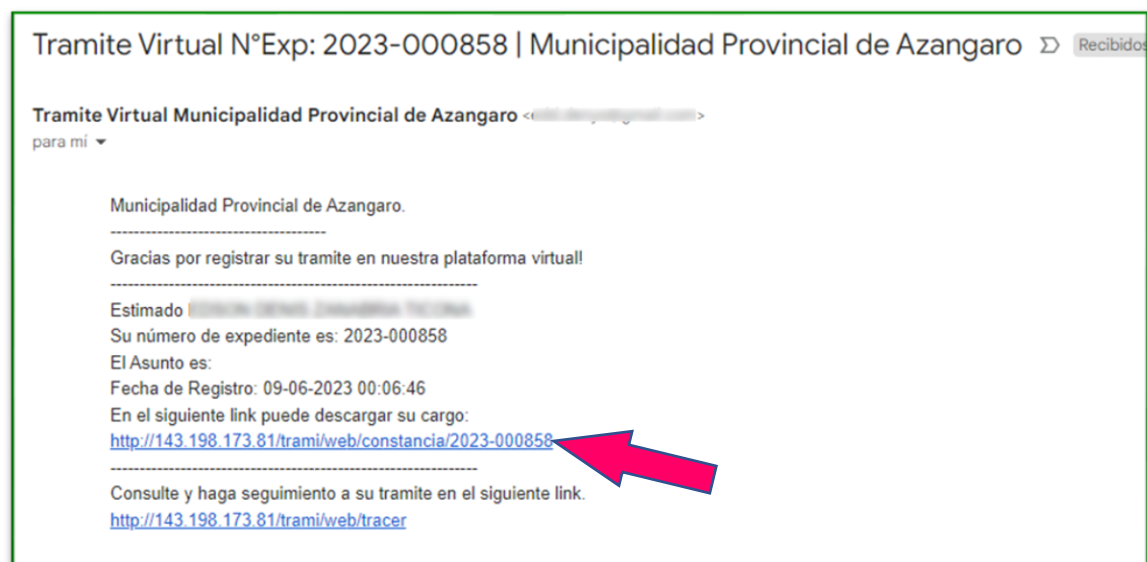 Tramite Virtual N°Exp: 2023-000858 | Municipalidad Provincial de Azangaro Recibidos
Tramite Virtual Municipalidad Provincial de Azangaro < >
para mí
Municipalidad Provincial de Azangaro.
-------------------------------------
Gracias por registrar su tramite en nuestra plataforma virtual!
---------------------------------------------------------------
Estimado
Su número de expediente es: 2023-000858
El Asunto es:
Fecha de Registro: 09-06-2023 00:06:46
En el siguiente link puede descargar su cargo:
http://143.198.173.81/trami/web/constancia/2023-000858
---------------------------------------------------------------
Consulte y haga seguimiento a su tramite en el siguiente link.
http://143.198.173.81/trami/web/tracer